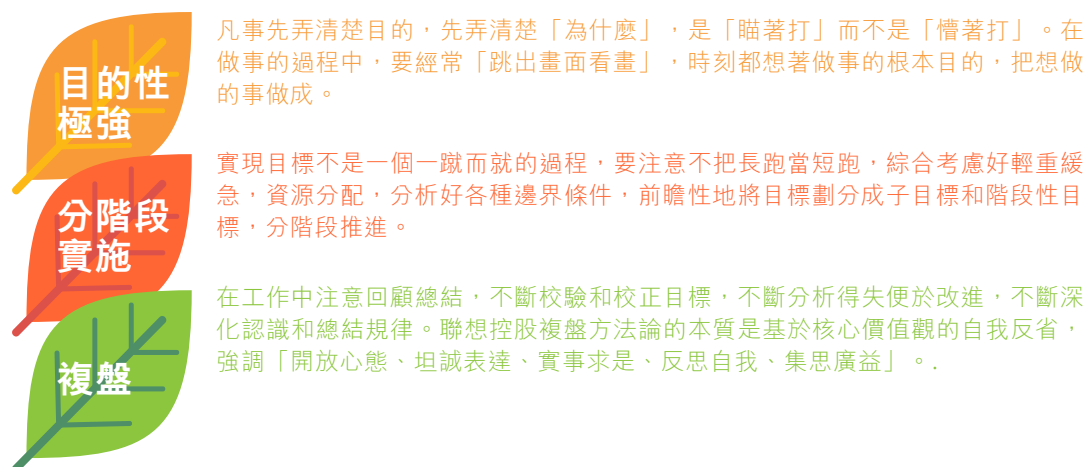 目的性
極強
凡事先弄清楚目的，先弄清楚「為什麼」，是「瞄著打」而不是「懵著打」。在
做事的過程中，要經常「跳出畫面看畫」，時刻都想著做事的根本目的，把想做
的事做成。
分階段
實施
實現目標不是一個一蹴而就的過程，要注意不把長跑當短跑，綜合考慮好輕重緩
急，資源分配，分析好各種邊界條件，前瞻性地將目標劃分成子目標和階段性目
標，分階段推進。
複盤
在工作中注意回顧總結，不斷校驗和校正目標，不斷分析得失便於改進，不斷深
化認識和總結規律。聯想控股複盤方法論的本質是基於核心價值觀的自我反省，
強調「開放心態、坦誠表達、實事求是、反思自我、集思廣益」。.